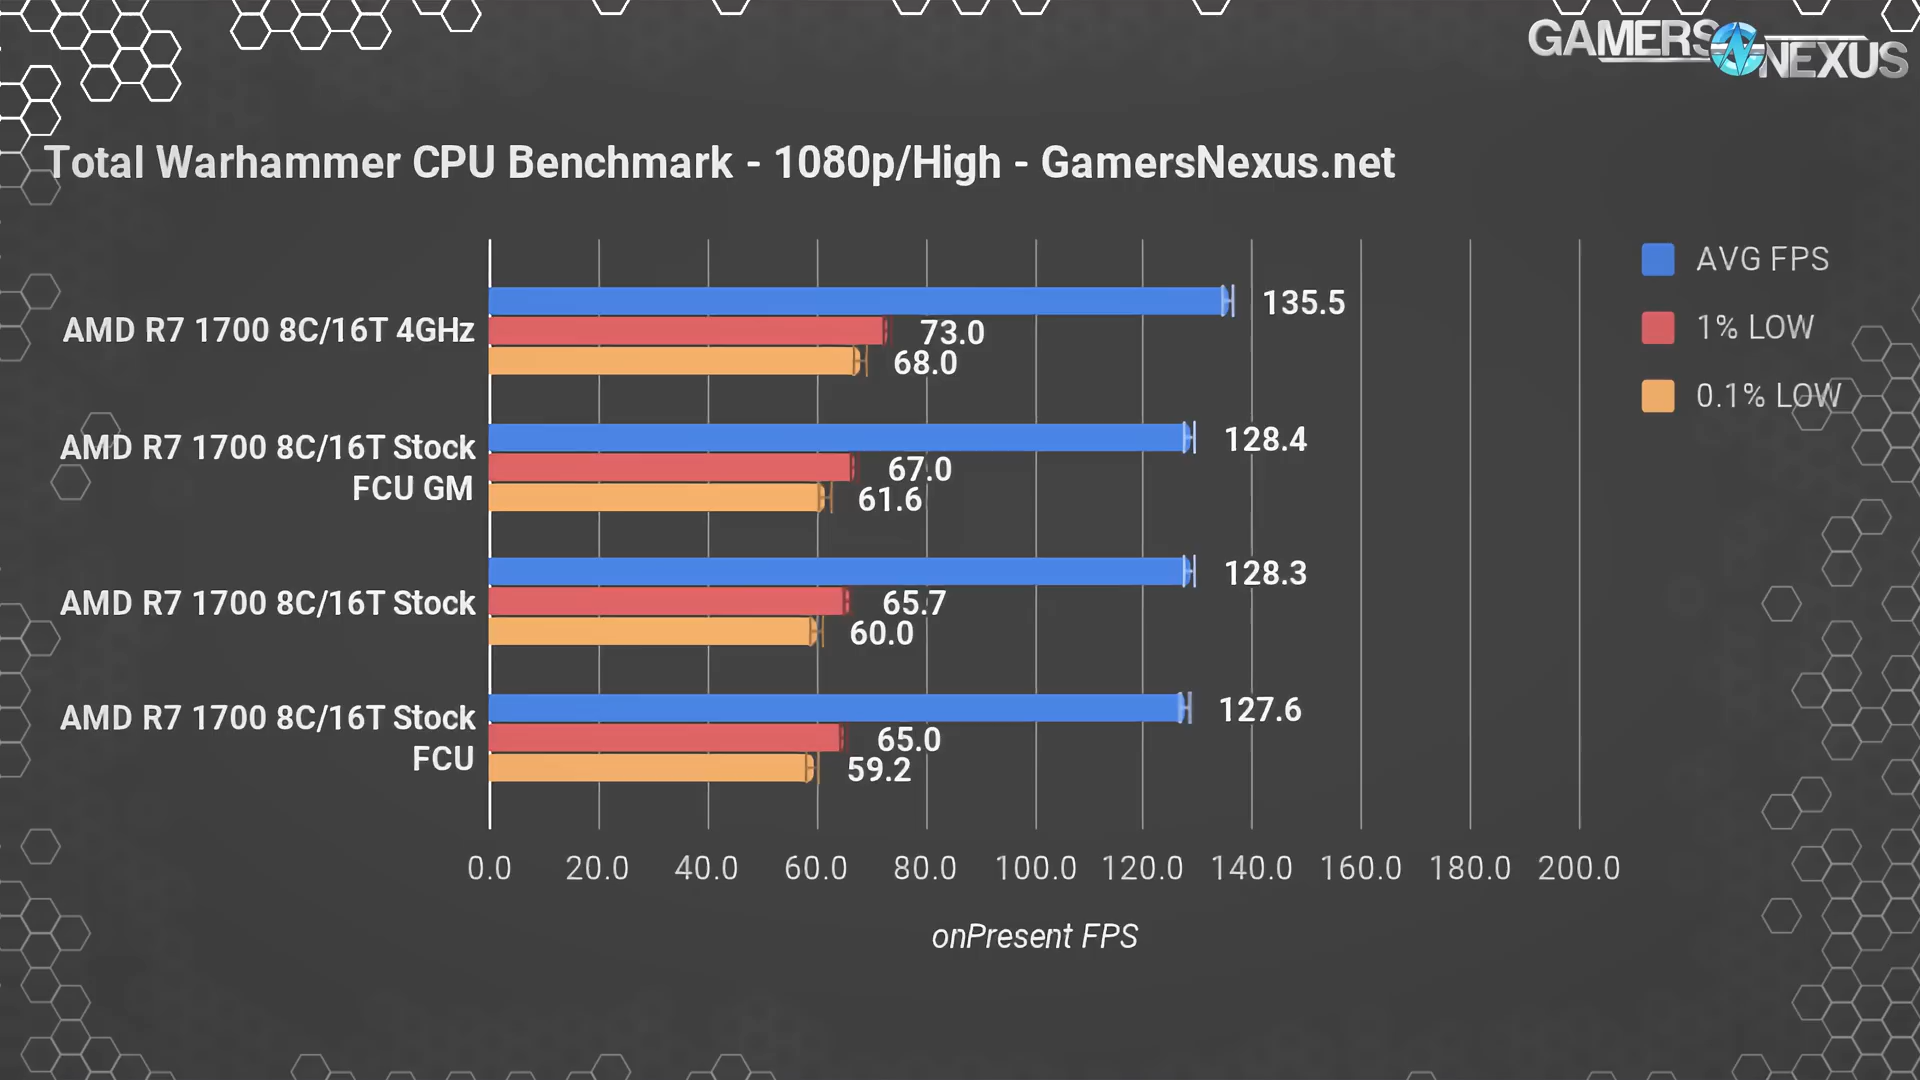 GAMERS NEXUS
Total Warhammer CPU Benchmark - 1080p/High - GamersNexus.net
AVG FPS
1% LOW
0.1% LOW
AMD R7 1700 8C/16T 4GHz
135.5
73.0
68.0
AMD R7 1700 8C/16T Stock
FCU GM
128.4
67.0
61.6
AMD R7 1700 8C/16T Stock
128.3
65.7
60.0
AMD R7 1700 8C/16T Stock
FCU
127.6
65.0
59.2
0.0 20.0 40.0 60.0 80.0 100.0 120.0 140.0 160.0 180.0 200.0
onPresent FPS